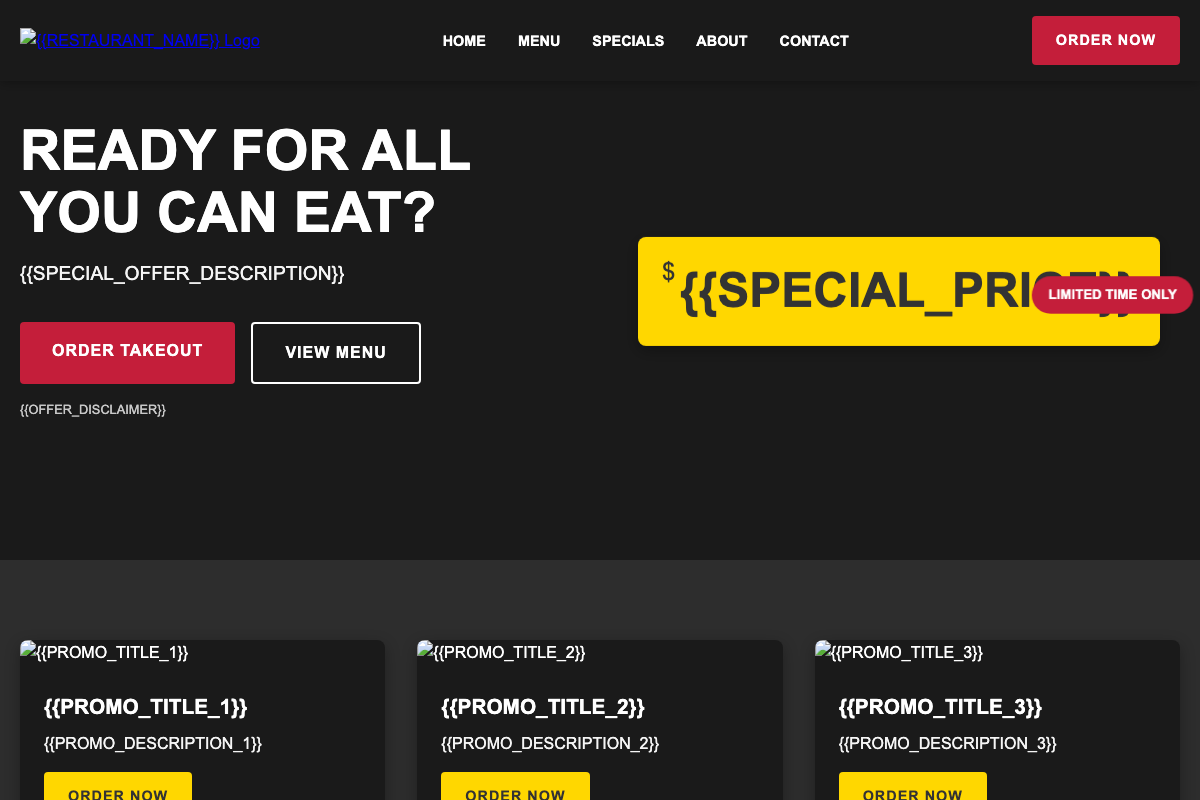 {{RESTAURANT_NAME}} Logo
HOME MENU SPECIALS ABOUT CONTACT
ORDER NOW
READY FOR ALL
YOU CAN EAT?
{{SPECIAL_OFFER_DESCRIPTION}}
ORDER TAKEOUT
VIEW MENU
{{OFFER_DISCLAIMER}}
$
LIMITED TIME ONLY
{{PROMO_TITLE_1}}
{{PROMO_TITLE_1}}
{{PROMO_DESCRIPTION_1}}
ORDER NOW
{{PROMO_TITLE_2}}
{{PROMO_TITLE_2}}
{{PROMO_DESCRIPTION_2}}
ORDER NOW
{{PROMO_TITLE_3}}
{{PROMO_TITLE_3}}
{{PROMO_DESCRIPTION_3}}
ORDER NOW